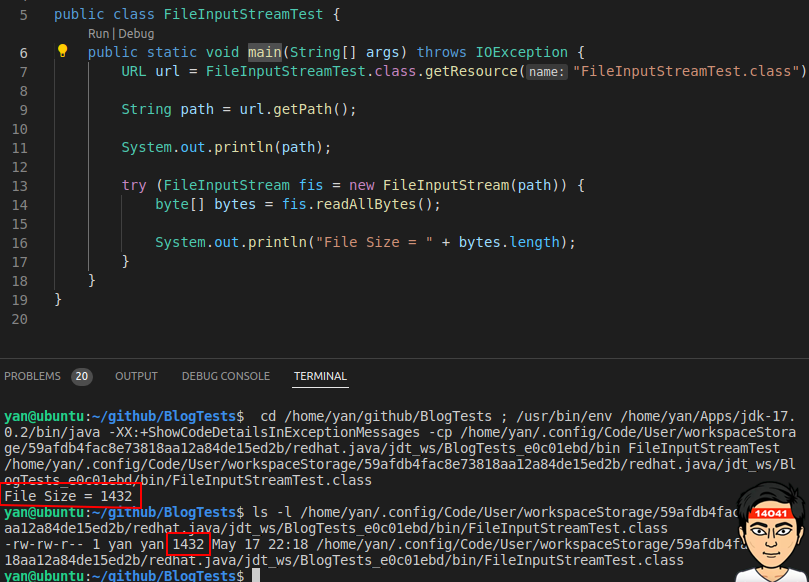 5 public class FileInputStreamTest {
Run | Debug
6 public static void main(String[] args) throws IOException {
7 URL url = FileInputStreamTest.class.getResource(name: "FileInputStreamTest.class")
8
9 String path = url.getPath();
10
11 System.out.println(path);
12
13 try (FileInputStream fis = new FileInputStream(path)) {
14 byte[] bytes = fis.readAllBytes();
15
16 System.out.println("File Size = " + bytes.length);
17 }
18 }
19 }
20
PROBLEMS 20 OUTPUT DEBUG CONSOLE TERMINAL
yan@ubuntu:~/github/BlogTests$ cd /home/yan/github/BlogTests ; /usr/bin/env /home/yan/Apps/jdk-17.
0.2/bin/java -XX:+ShowCodeDetailsInExceptionMessages -cp /home/yan/.config/Code/User/workspaceStora
ge/59afdb4fac8e73818aa12a84de15ed2b/redhat.java/jdt_ws/BlogTests_e0c01ebd/bin FileInputStreamTest
/home/yan/.config/Code/User/workspaceStorage/59afdb4fac8e73818aa12a84de15ed2b/redhat.java/jdt_ws/Bl
ogTests_e0c01ebd/bin/FileInputStreamTest.class
File Size = 1432
yan@ubuntu:~/github/BlogTests$ ls -l /home/yan/.config/Code/User/workspaceStorage/59afdb4fac
aa12a84de15ed2b/redhat.java/jdt_ws/BlogTests_e0c01ebd/bin/FileInputStreamTest.class
-rw-rw-r-- 1 yan yan 1432 May 17 22:18 /home/yan/.config/Code/User/workspaceStorage/59afdb4fa
18aa12a84de15ed2b/redhat.java/jdt_ws/BlogTests_e0c01ebd/bin/FileInputStreamTest.class
yan@ubuntu:~/github/BlogTests$
14041